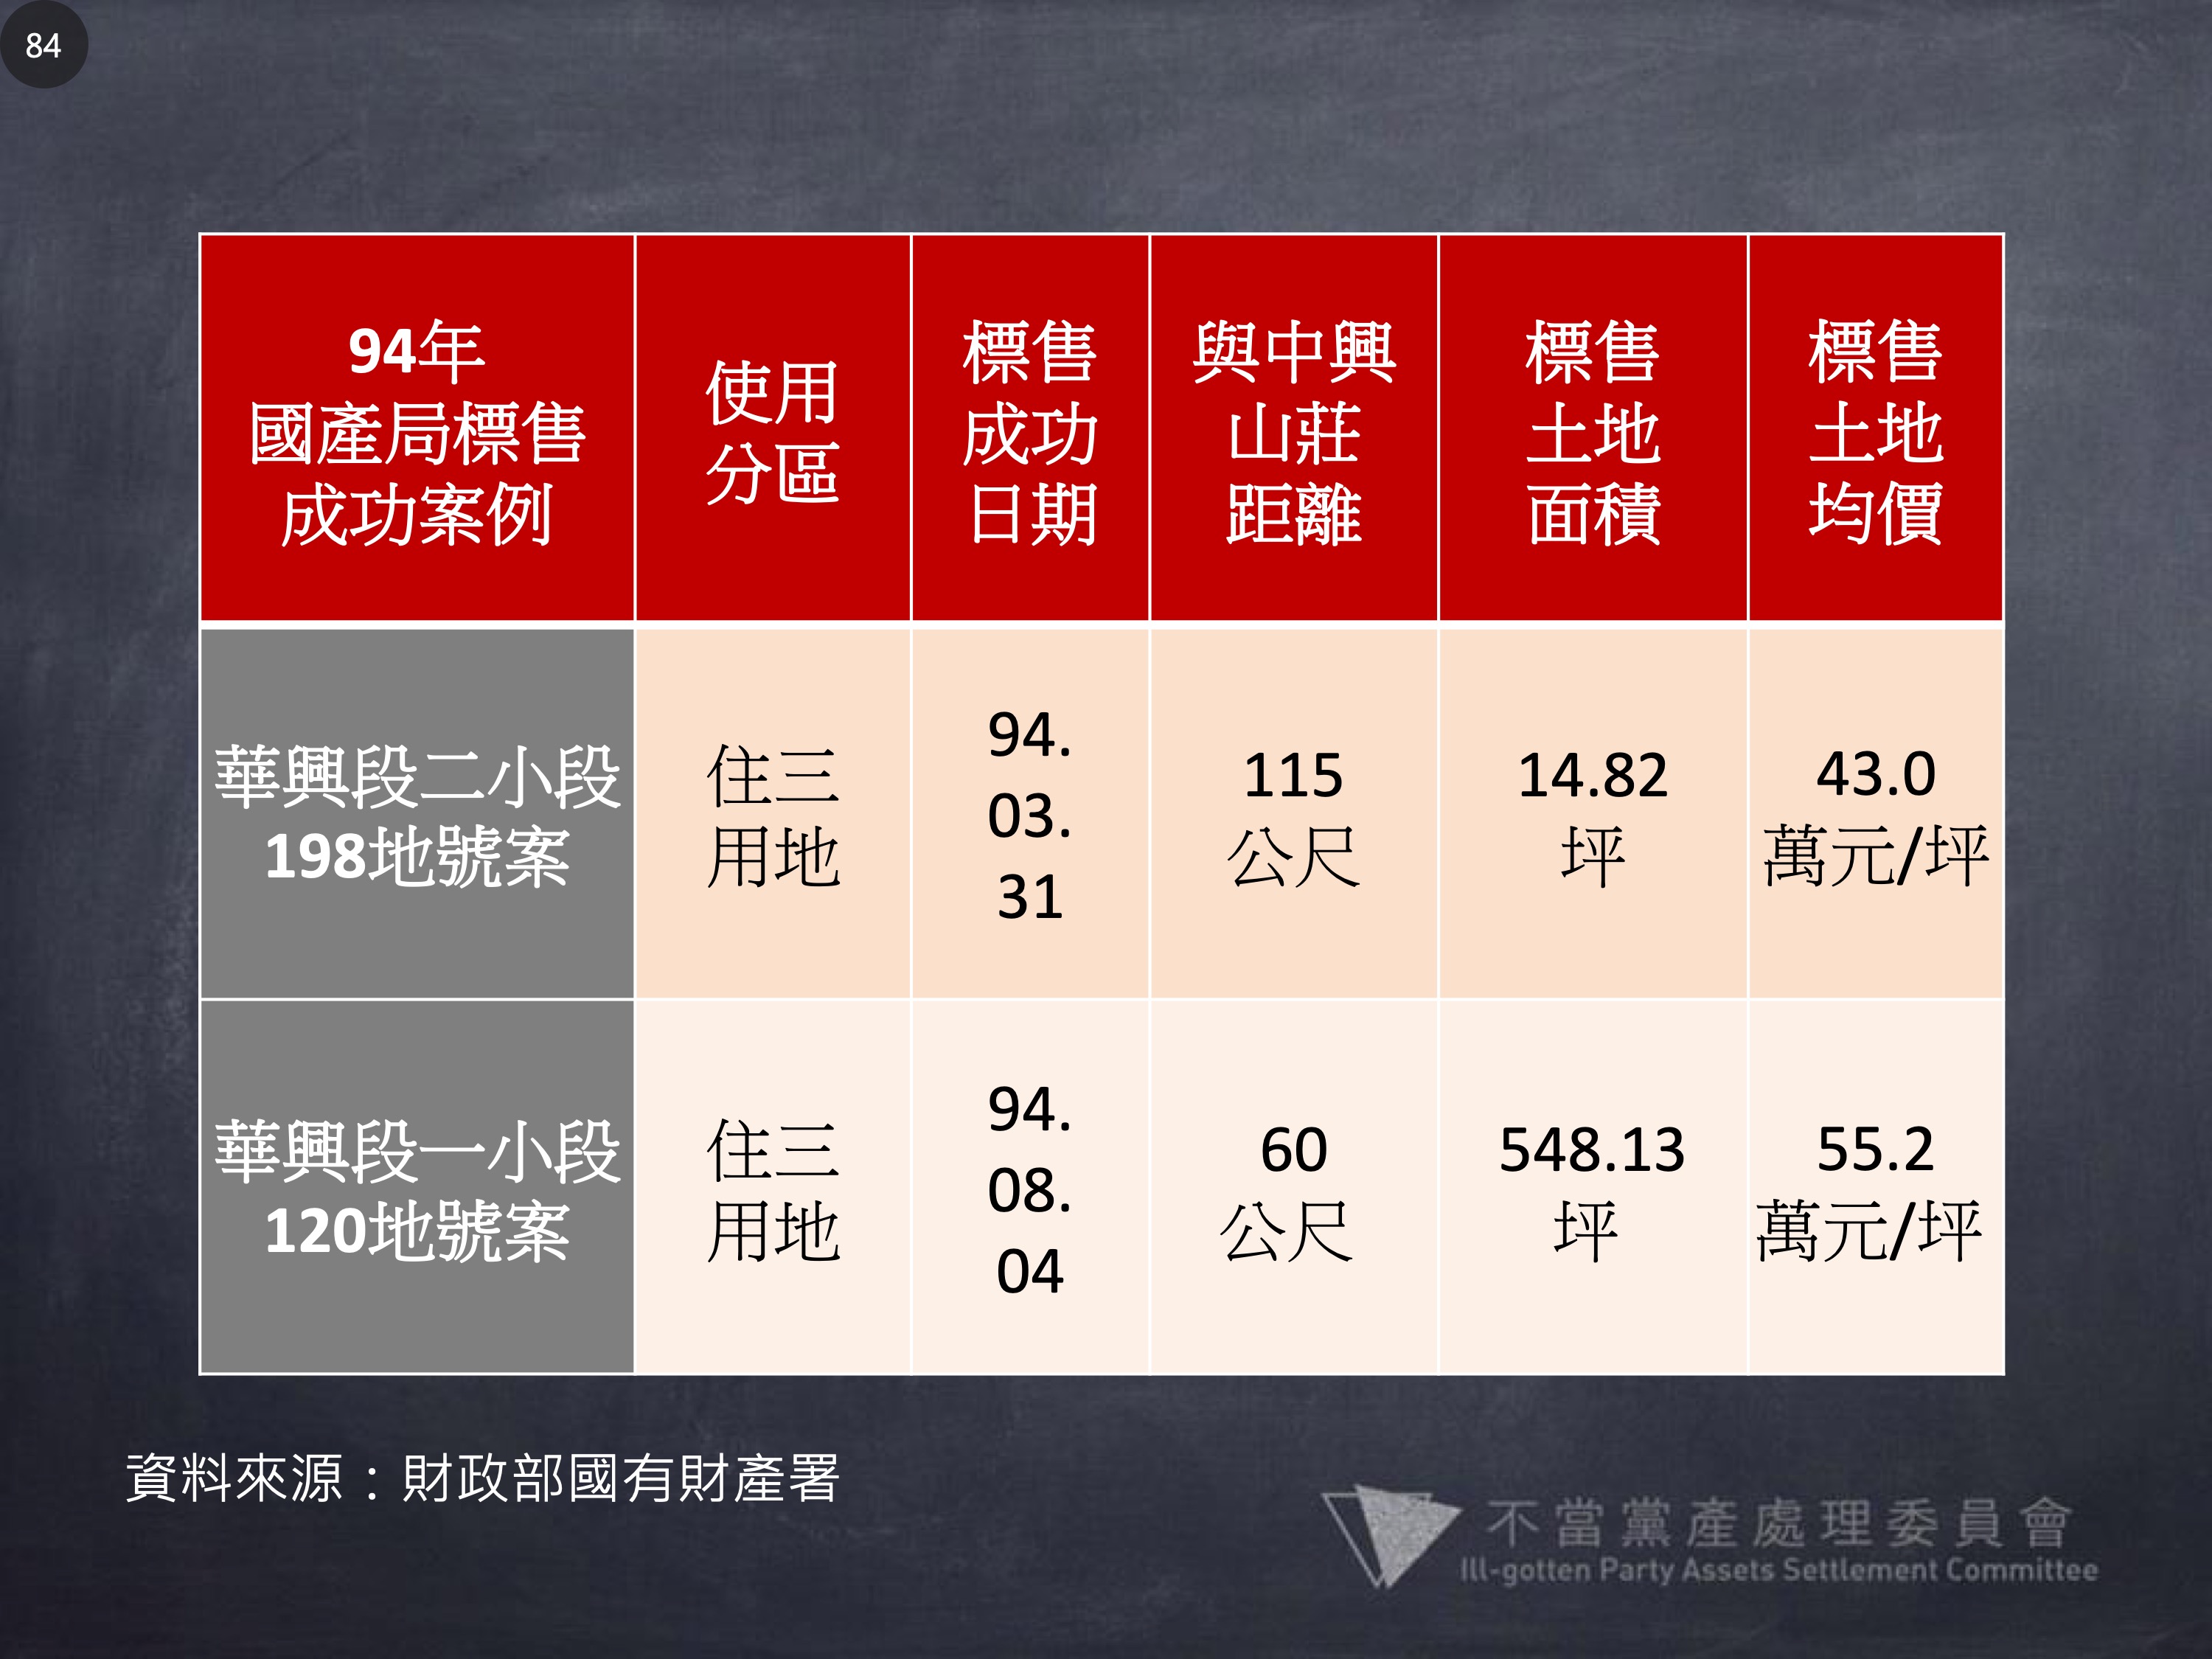 84
94年
國產局標售
成功案例
使用
分區
標售
成功
日期
與中興
山莊
距離
標售
土地
面積
標售
土地
均價
華興段二小段
198地號案
住三
用地
94.
03.
31
115
公尺
14.82
坪
43.0
萬元/坪
華興段一小段
120地號案
住三
用地
94.
08.
04
60
公尺
548.13
坪
55.2
萬元/坪
資料來源：財政部國有財產署
不當黨產處理委員會
Ill-gotten Party Assets Settlement Committee